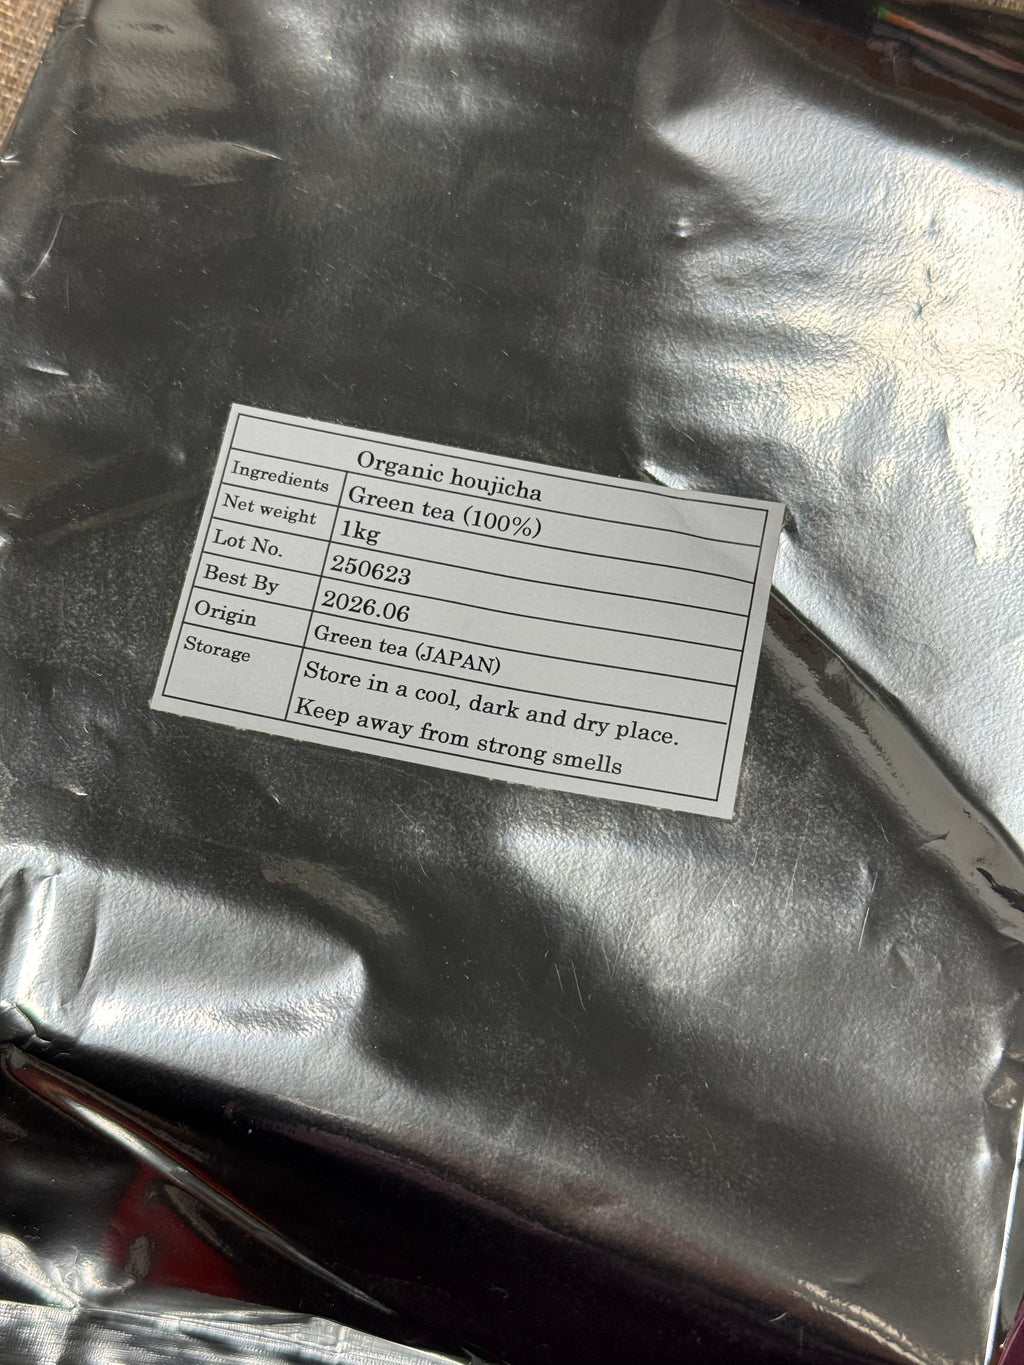 Organic houjicha
Ingredients Green tea (100%)
Net weight 1kg
Lot No. 250623
Best By 2026.06
Origin Green tea (JAPAN)
Storage Store in a cool, dark and dry place.
Keep away from strong smells